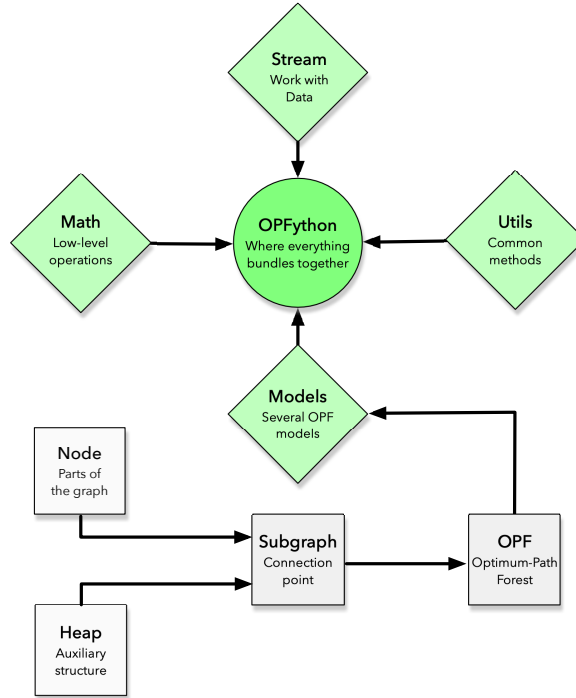 Stream
Work with
Data
Math
Low-level
operations
OPFython
Where everything
bundles together
Utils
Common
methods
Models
Several OPF
models
Node
Parts of
the graph
Subgraph
Connection
point
OPF
Optimum-Path
Forest
Heap
Auxiliary
structure